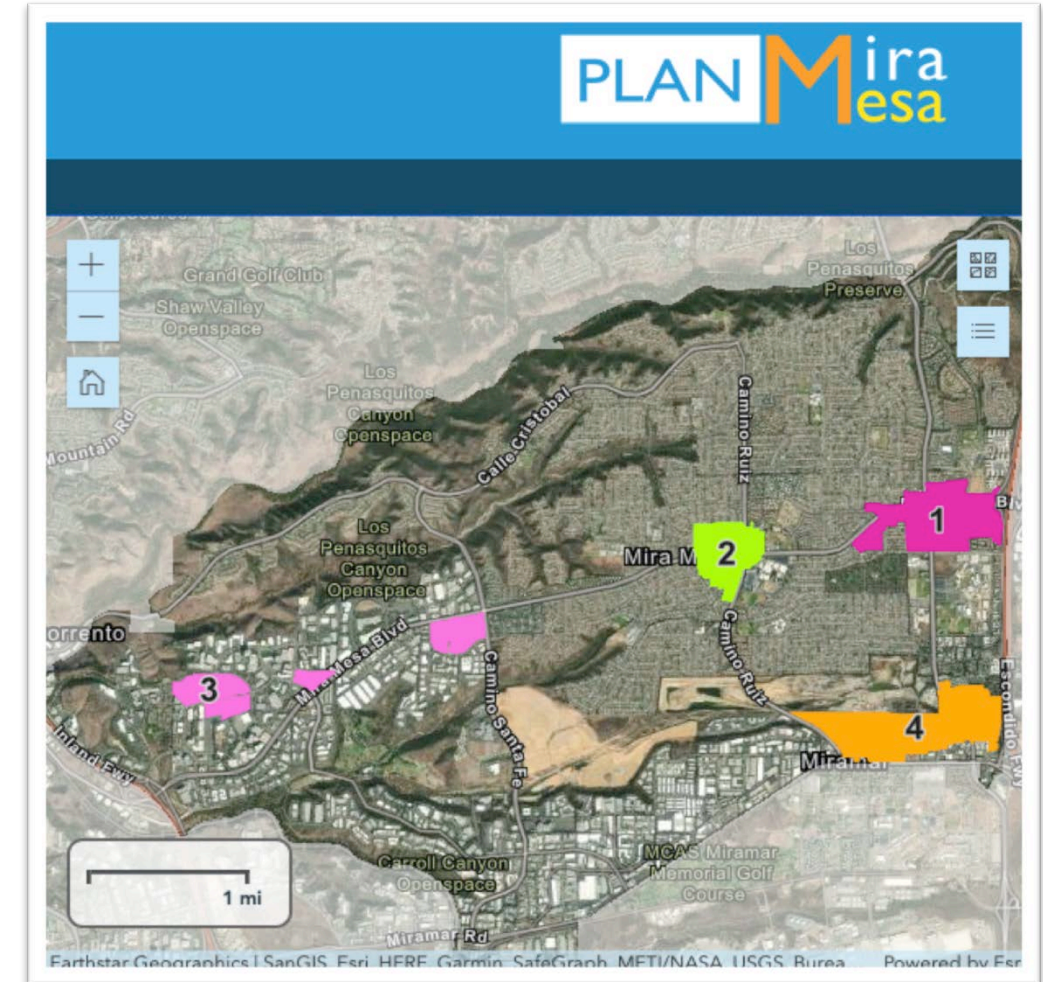 PLAN Mira Mesa
Grand Golf Club
Shaw Valley
Openspace
Los
Penasquitos
Preserve
Los
Penasquitos
Canyon
Openspace
Mountain Rd
Calle Cristobal
Camino Ruiz
1
Los
Penasquitos
Canyon
Openspace
Mira M
2
orrento
Mira Mesa Blvd
3
Camino Santa Fe
Camino Ruiz
Escondido Fwy
4
Inland Fwy
Miramar
Carroll Canyon
Openspace
MCAS Miramar
Memorial Golf
Course
1 mi
Miramar Rd
Earthstar Geographics | SanGIS, Esri, HERE, Garmin, SafeGraph, METI/NASA, USGS, Burea... Powered by Esr